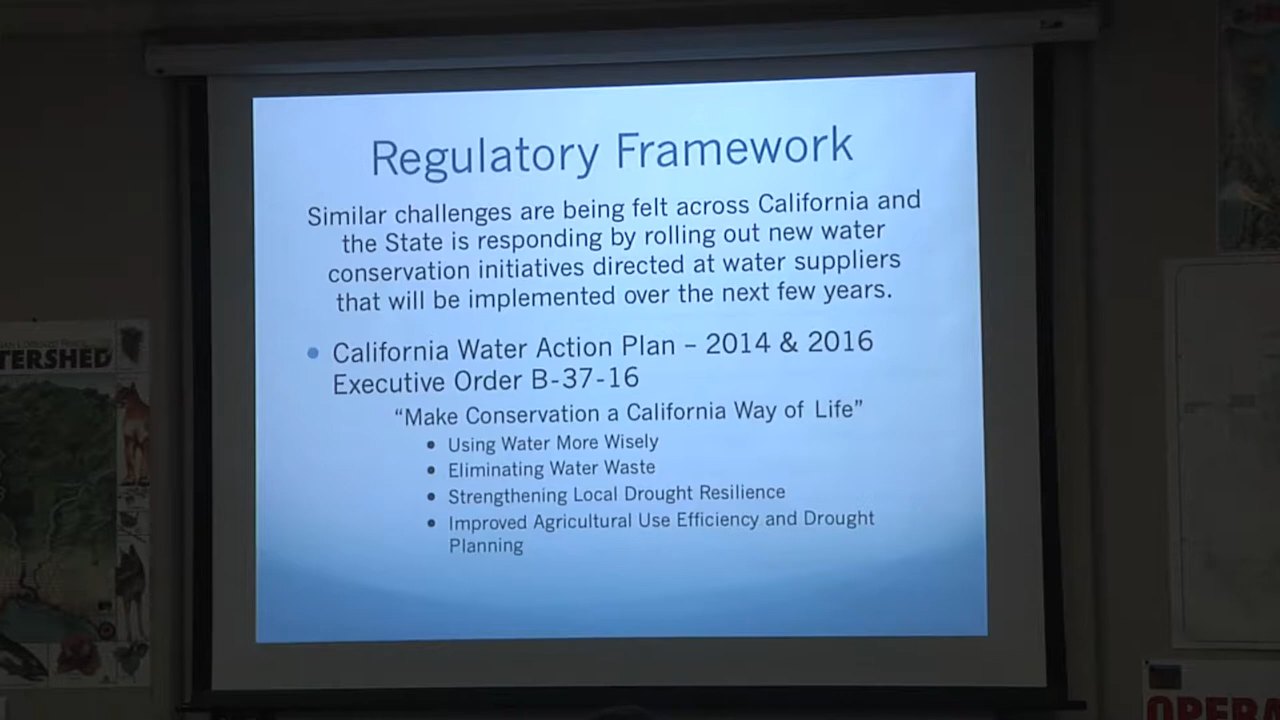 Regulatory Framework
Similar challenges are being felt across California and
the State is responding by rolling out new water
conservation initiatives directed at water suppliers
that will be implemented over the next few years.
• California Water Action Plan – 2014 & 2016
Executive Order B-37-16
“Make Conservation a California Way of Life”
• Using Water More Wisely
• Eliminating Water Waste
• Strengthening Local Drought Resilience
• Improved Agricultural Use Efficiency and Drought
Planning
TERSHED
OPERA